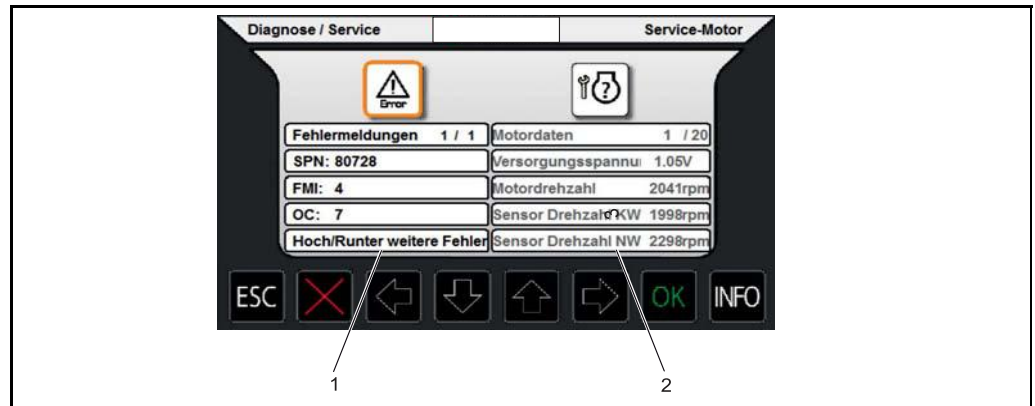 Diagnose / Service
Service-Motor
Error
?
Fehlermeldungen 1 / 1
SPN: 80728
FMI: 4
OC: 7
Hoch/Runter weitere Fehler
Motordaten 1 / 20
Versorgungsspannu 1.05V
Motordrehzahl 2041rpm
Sensor Drehzahl KW 1998rpm
Sensor Drehzahl NW 2298rpm
ESC
OK
INFO
1
2